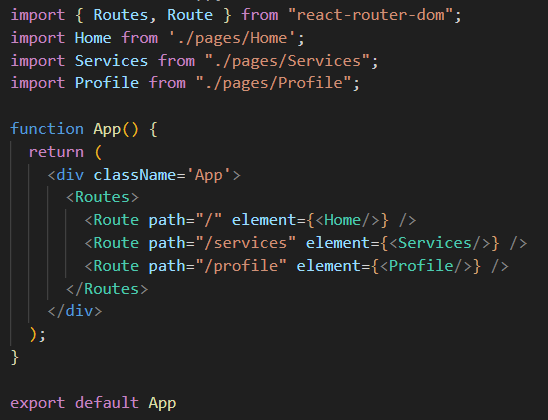 import { Routes, Route } from "react-router-dom";
import Home from './pages/Home';
import Services from "./pages/Services";
import Profile from "./pages/Profile";

function App() {
  return (
    <div className='App'>
      <Routes>
        <Route path="/" element={<Home/>} />
        <Route path="/services" element={<Services/>} />
        <Route path="/profile" element={<Profile/>} />
      </Routes>
    </div>
  );
}

export default App